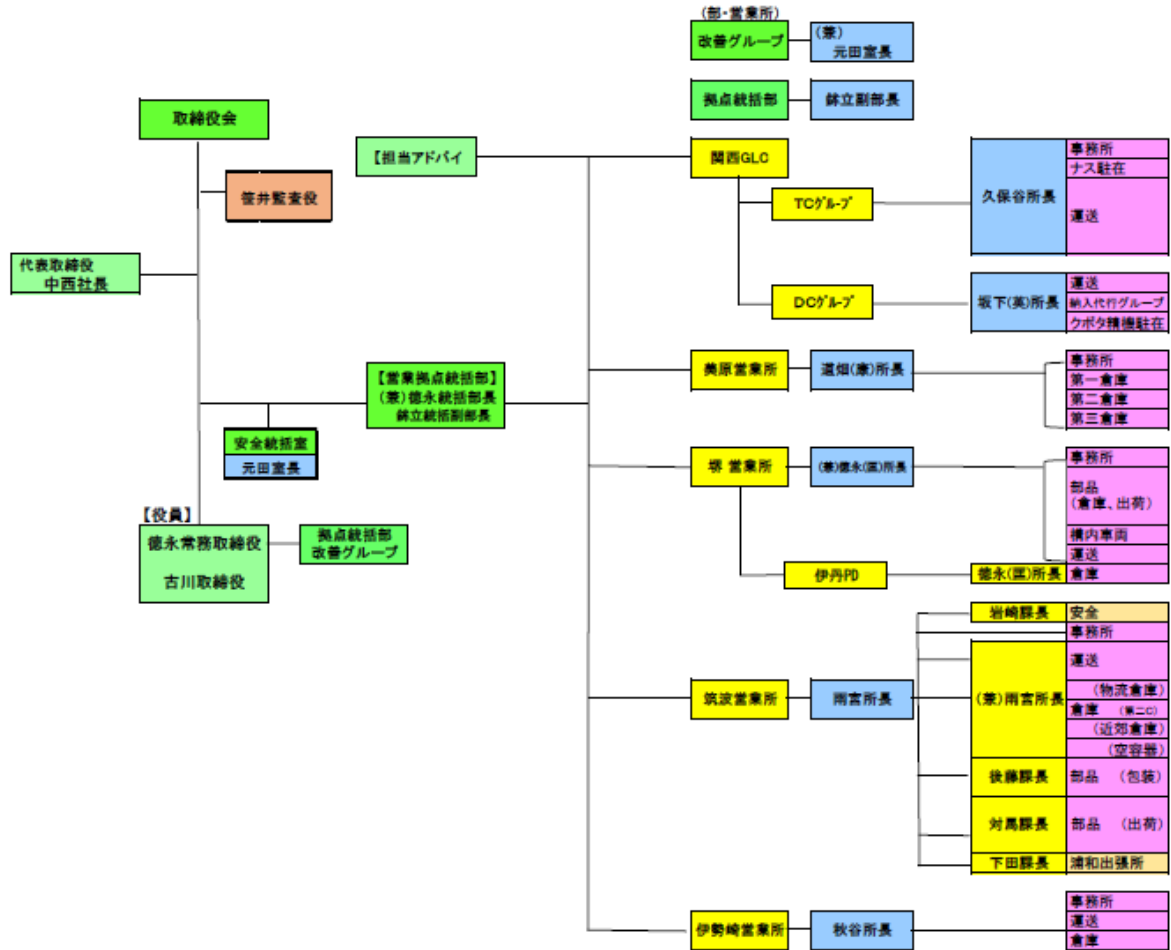 (部・営業所)
改善グループ
(兼)
元田室長
拠点統括部
鉢立副部長
取締役会
笹井監査役
代表取締役
中西社長
【担当アドバイ
【営業拠点統括部】
(兼)徳永統括部長
鉢立統括副部長
安全統括室
元田室長
【役員】
徳永常務取締役
古川取締役
拠点統括部
改善グループ
関西GLC
TCグループ
久保谷所長
事務所
ナス駐在
運送
DCグループ
坂下(英)所長
運送
納入代行グループ
クボタ精機駐在
美原営業所
道畑(康)所長
事務所
第一倉庫
第二倉庫
第三倉庫
堺 営業所
(兼)徳永(匡)所長
事務所
部品
(倉庫、出荷)
構内車両
運送
伊丹PD
徳永(匡)所長
倉庫
筑波営業所
雨宮所長
岩崎課長
安全
事務所
(兼)雨宮所長
運送
(物流倉庫)
倉庫 (第二C)
(近郊倉庫)
(空容器)
後藤課長
部品 (包装)
対馬課長
部品 (出荷)
下田課長
浦和出張所
伊勢崎営業所
秋谷所長
事務所
運送
倉庫